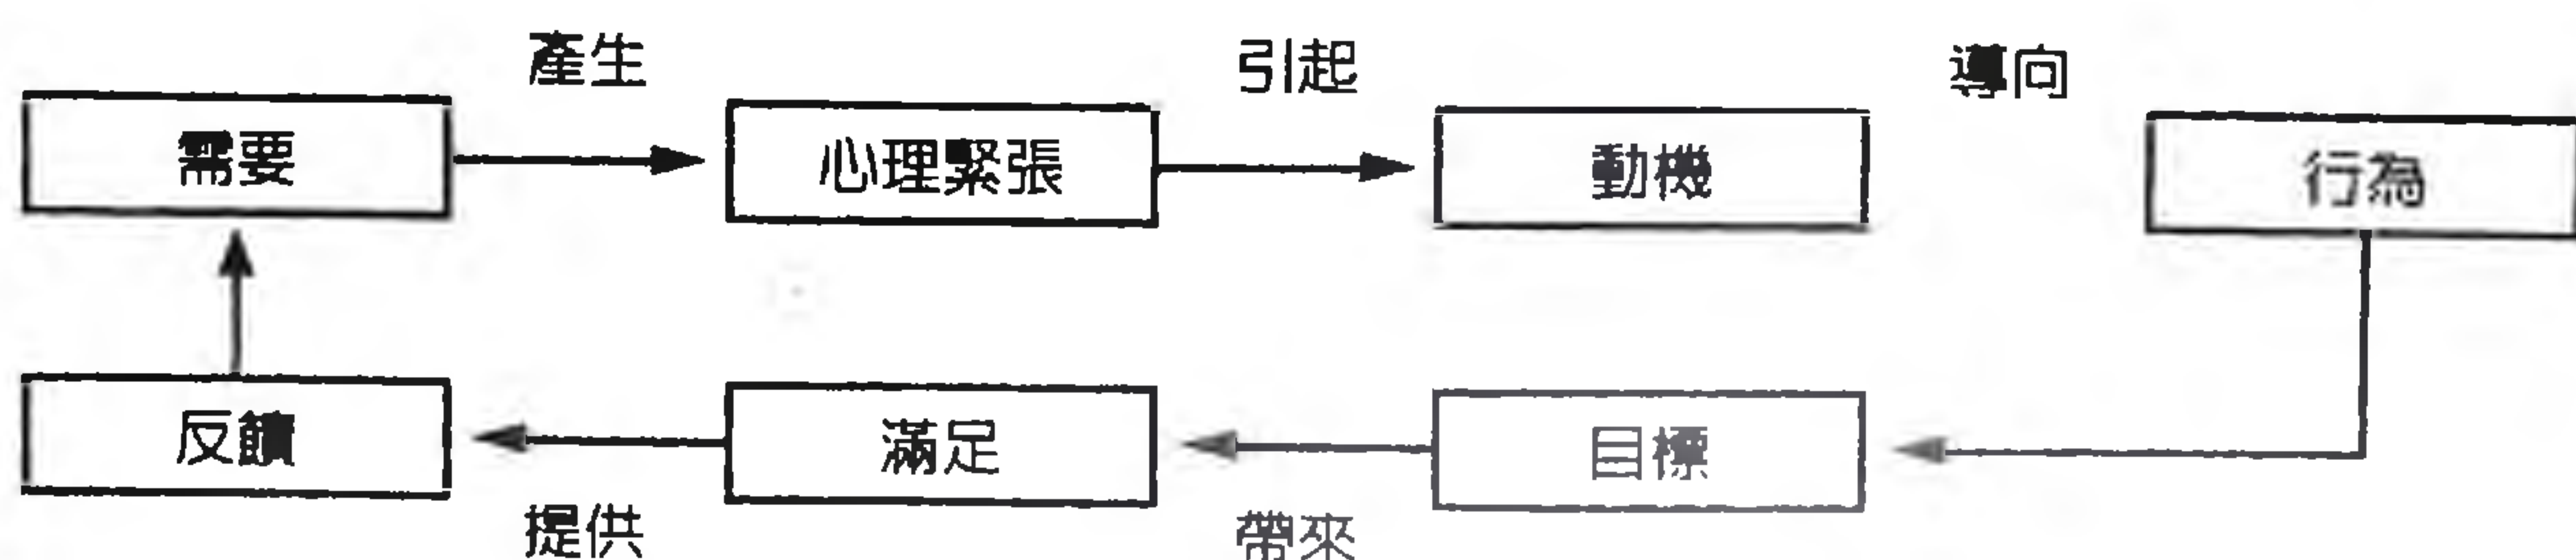 產生 引起 導向
需要 心理緊張 動機 行為
反饋 滿足 目標
提供 帶來